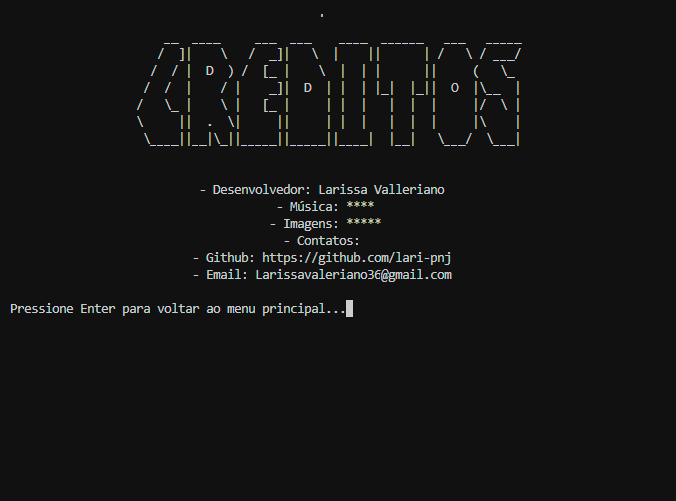 CREDITOS
- Desenvolvedor: Larissa Valleriano
- Música: ****
- Imagens: *****
- Contatos:
- Github: https://github.com/lari-pnj
- Email: Larissavaleriano36@gmail.com
Pressione Enter para voltar ao menu principal...